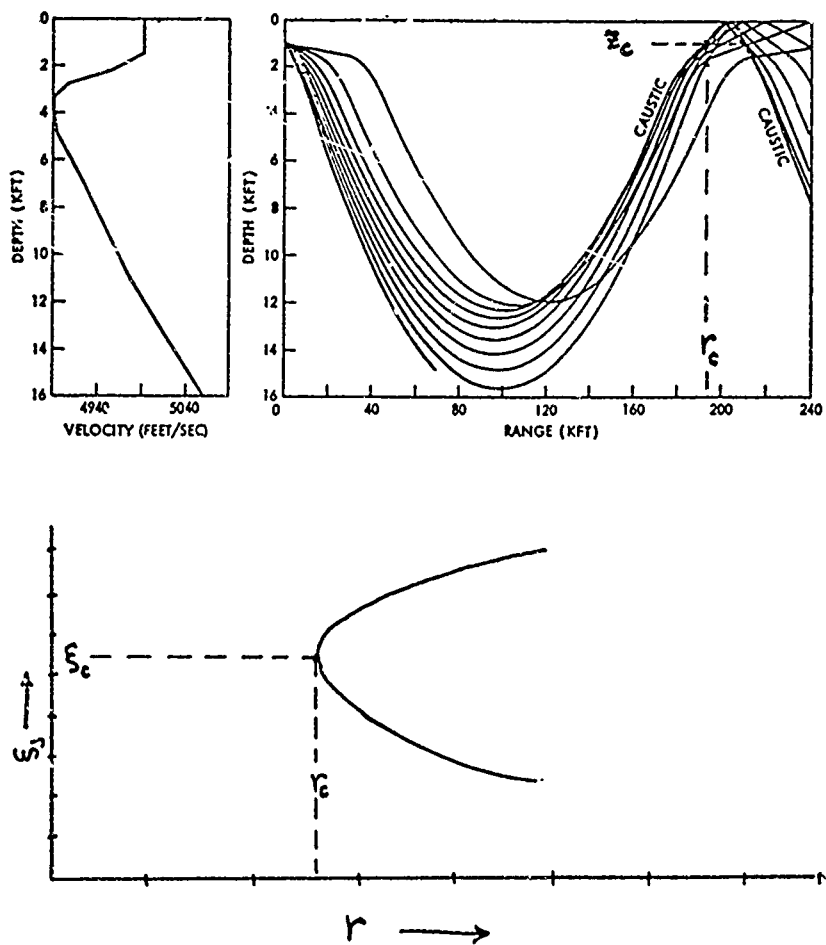 0
2
4
6
8
10
12
14
16
DEPTH (KFT)
4940 5040
VELOCITY (FEET/SEC)
0
2
4
6
8
10
12
14
16
DEPTH (KFT)
z_c
CAUSTIC
CAUSTIC
r_c
0 40 80 120 160 200 240
RANGE (KFT)
ξ_c
ξ
r_c
r